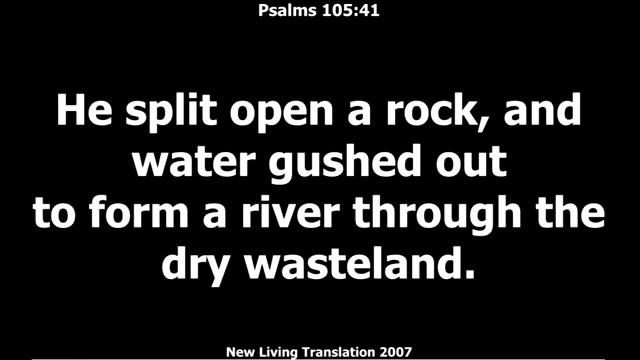 Psalms 105:41
He split open a rock, and
water gushed out
to form a river through the
dry wasteland.
New Living Translation 2007